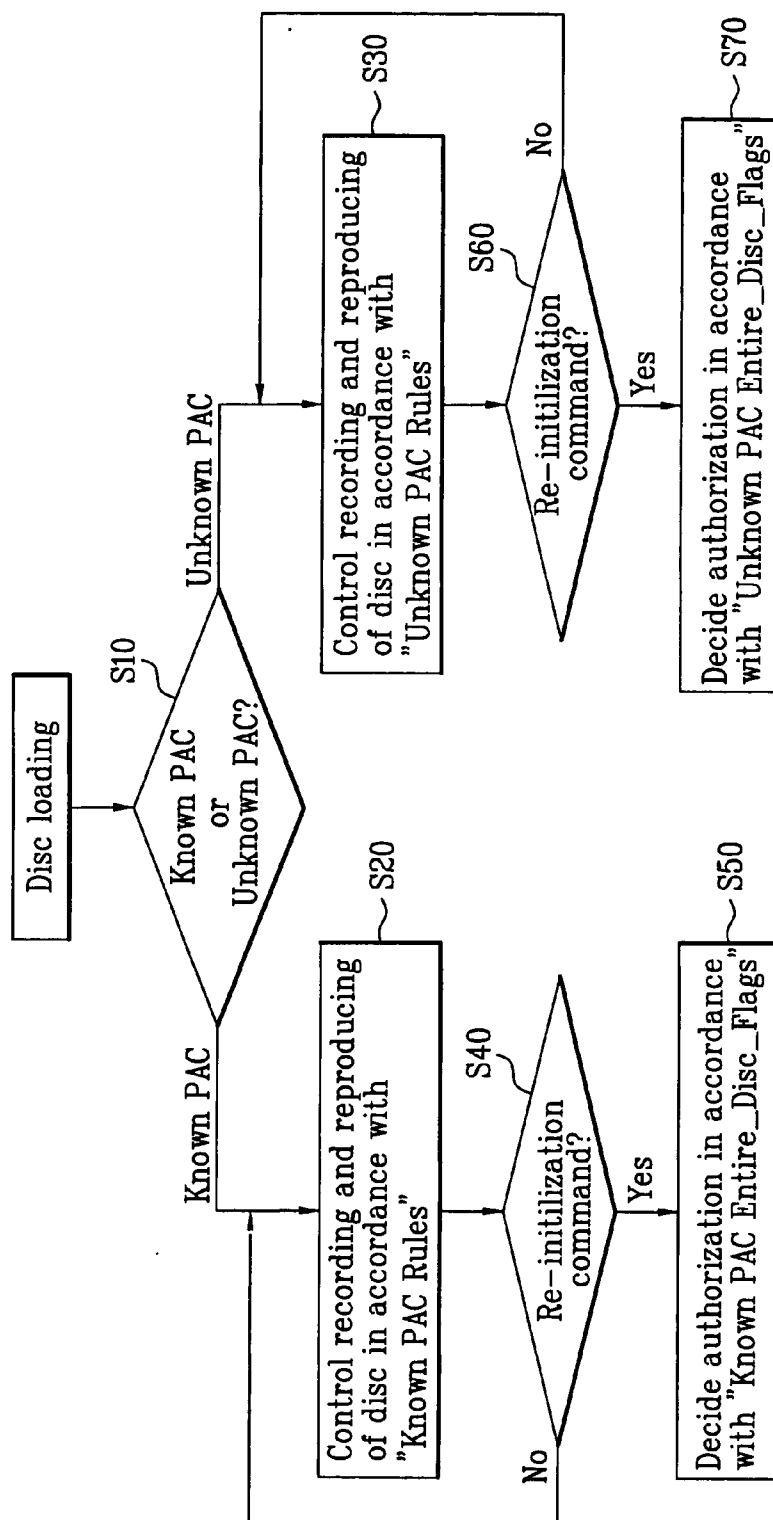 Disc loading
S10
Known PAC
or
Unknown PAC?
Known PAC
Unknown PAC
S20
Control recording and reproducing
of disc in accordance with
"Known PAC Rules"
S30
Control recording and reproducing
of disc in accordance with
"Unknown PAC Rules"
S40
Re-initilization
command?
No
Yes
S60
Re-initilization
command?
No
Yes
S50
Decide authorization in accordance
with "Known PAC Entire_Disc_Flags"
S70
Decide authorization in accordance
with "Unknown PAC Entire_Disc_Flags"